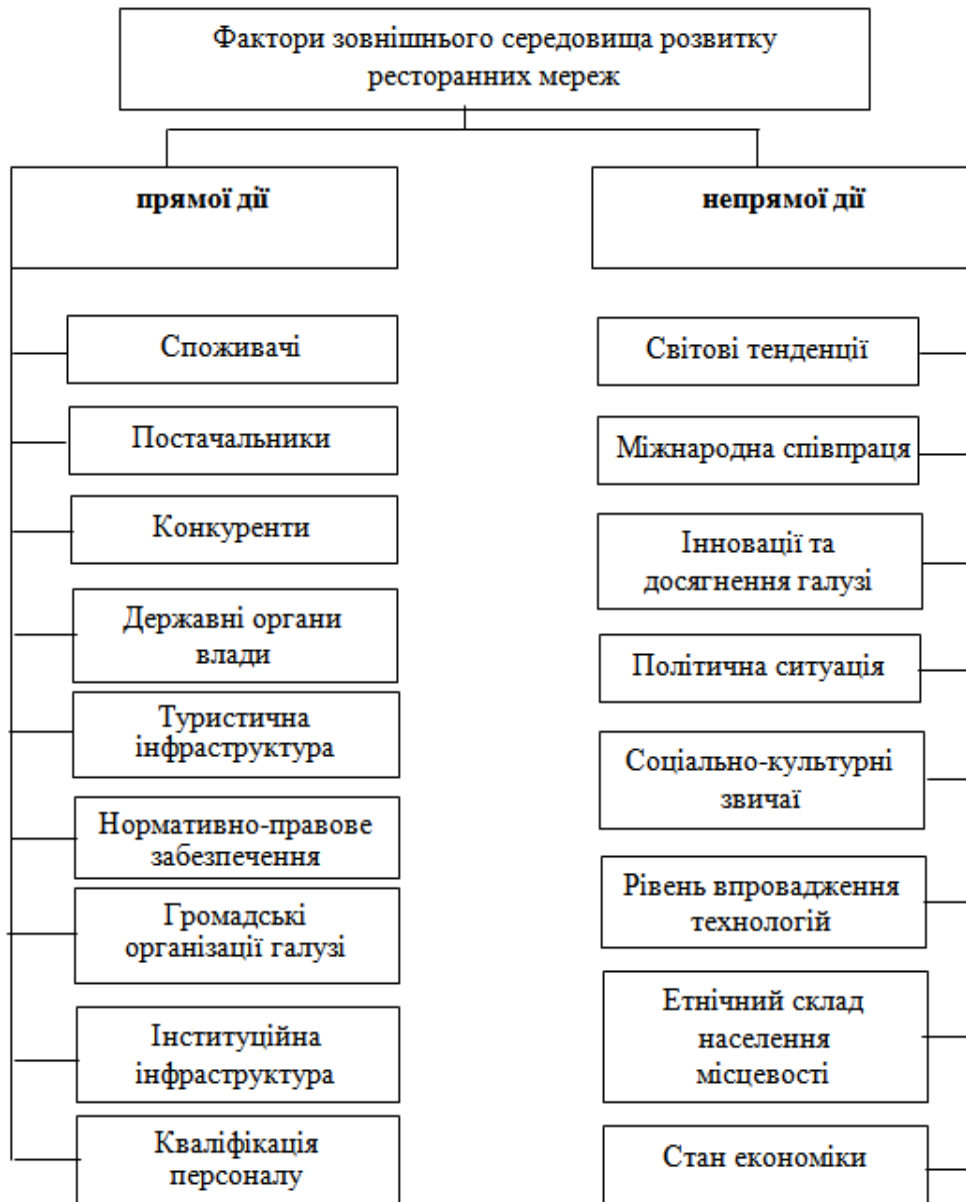 Фактори зовнішнього середовища розвитку
ресторанних мереж
прямої дії
Споживачі
Постачальники
Конкуренти
Державні органи
влади
Туристична
інфраструктура
Нормативно-правове
забезпечення
Громадські
організації галузі
Інституційна
інфраструктура
Кваліфікація
персоналу
непрямої дії
Світові тенденції
Міжнародна співпраця
Інновації та
досягнення галузі
Політична ситуація
Соціально-культурні
звичаї
Рівень впровадження
технологій
Етнічний склад
населення
місцевості
Стан економіки